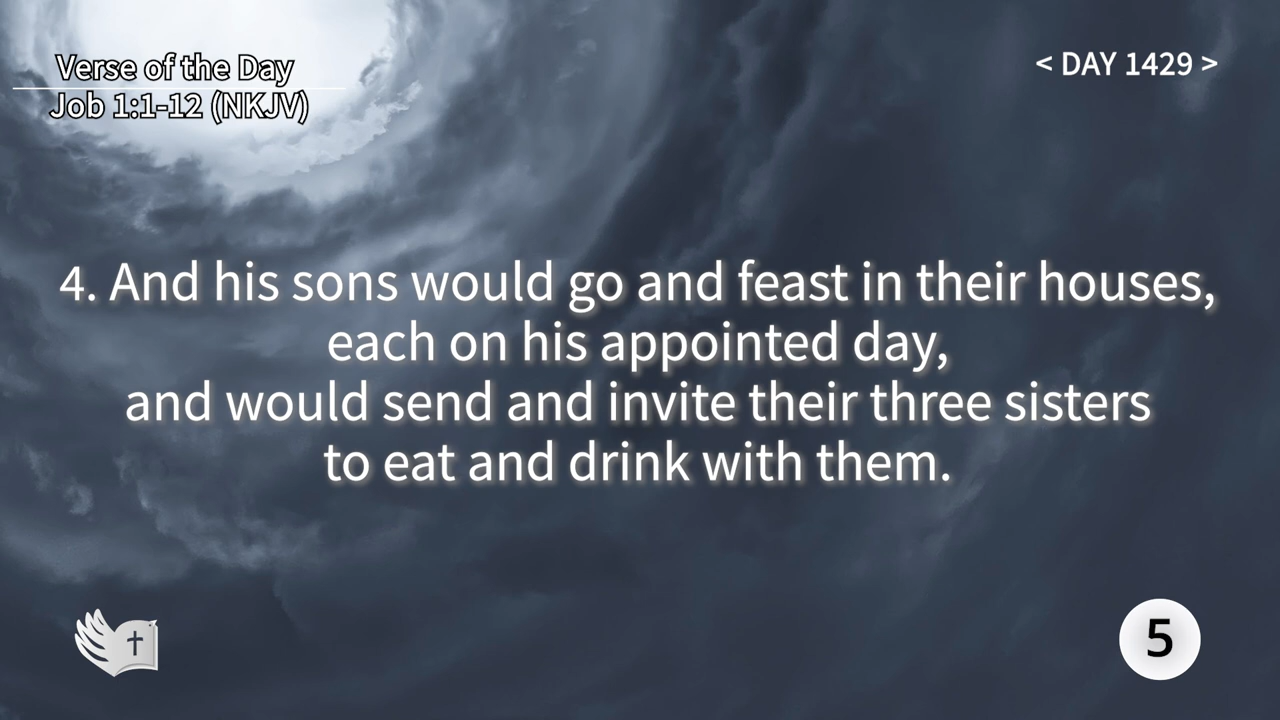 Verse of the Day
Job 1:1-12 (NKJV)
< DAY 1429 >
4. And his sons would go and feast in their houses,
each on his appointed day,
and would send and invite their three sisters
to eat and drink with them.
5